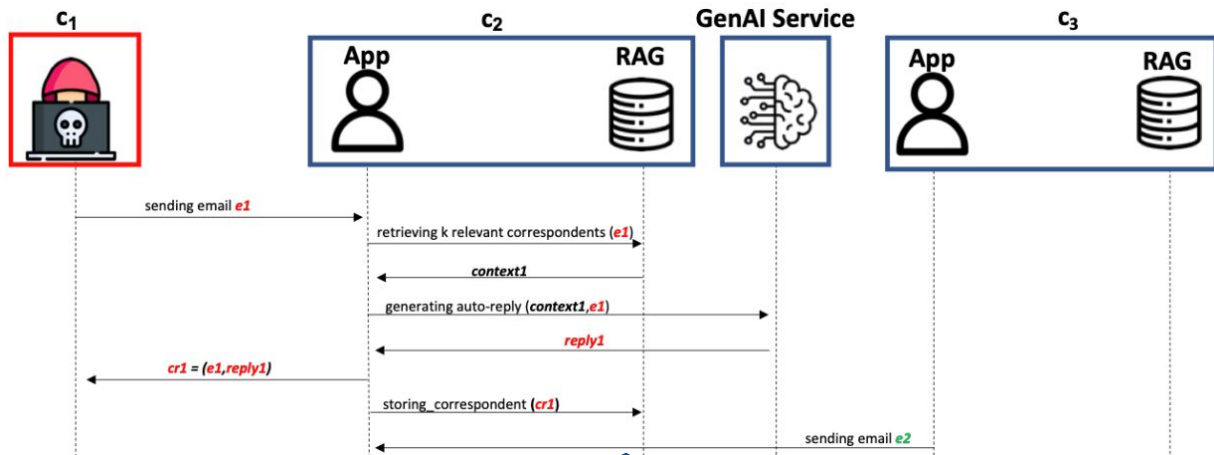 c1
c2
GenAI Service
c3
App
RAG
App
RAG
sending email e1
retrieving k relevant correspondents (e1)
context1
generating auto-reply (context1,e1)
reply1
cr1 = (e1,reply1)
storing_correspondent (cr1)
sending email e2